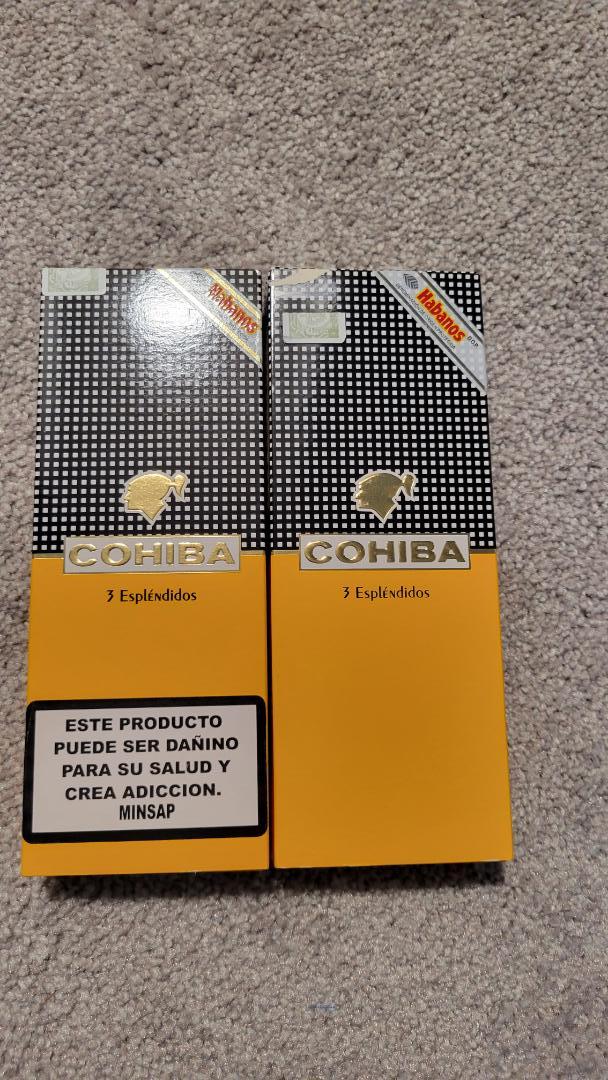 Habanos
COHIBA
3 Espléndidos
ESTE PRODUCTO
PUEDE SER DAÑINO
PARA SU SALUD Y
CREA ADICCION.
MINSAP
Habanos
D.O.P.
COHIBA
3 Espléndidos